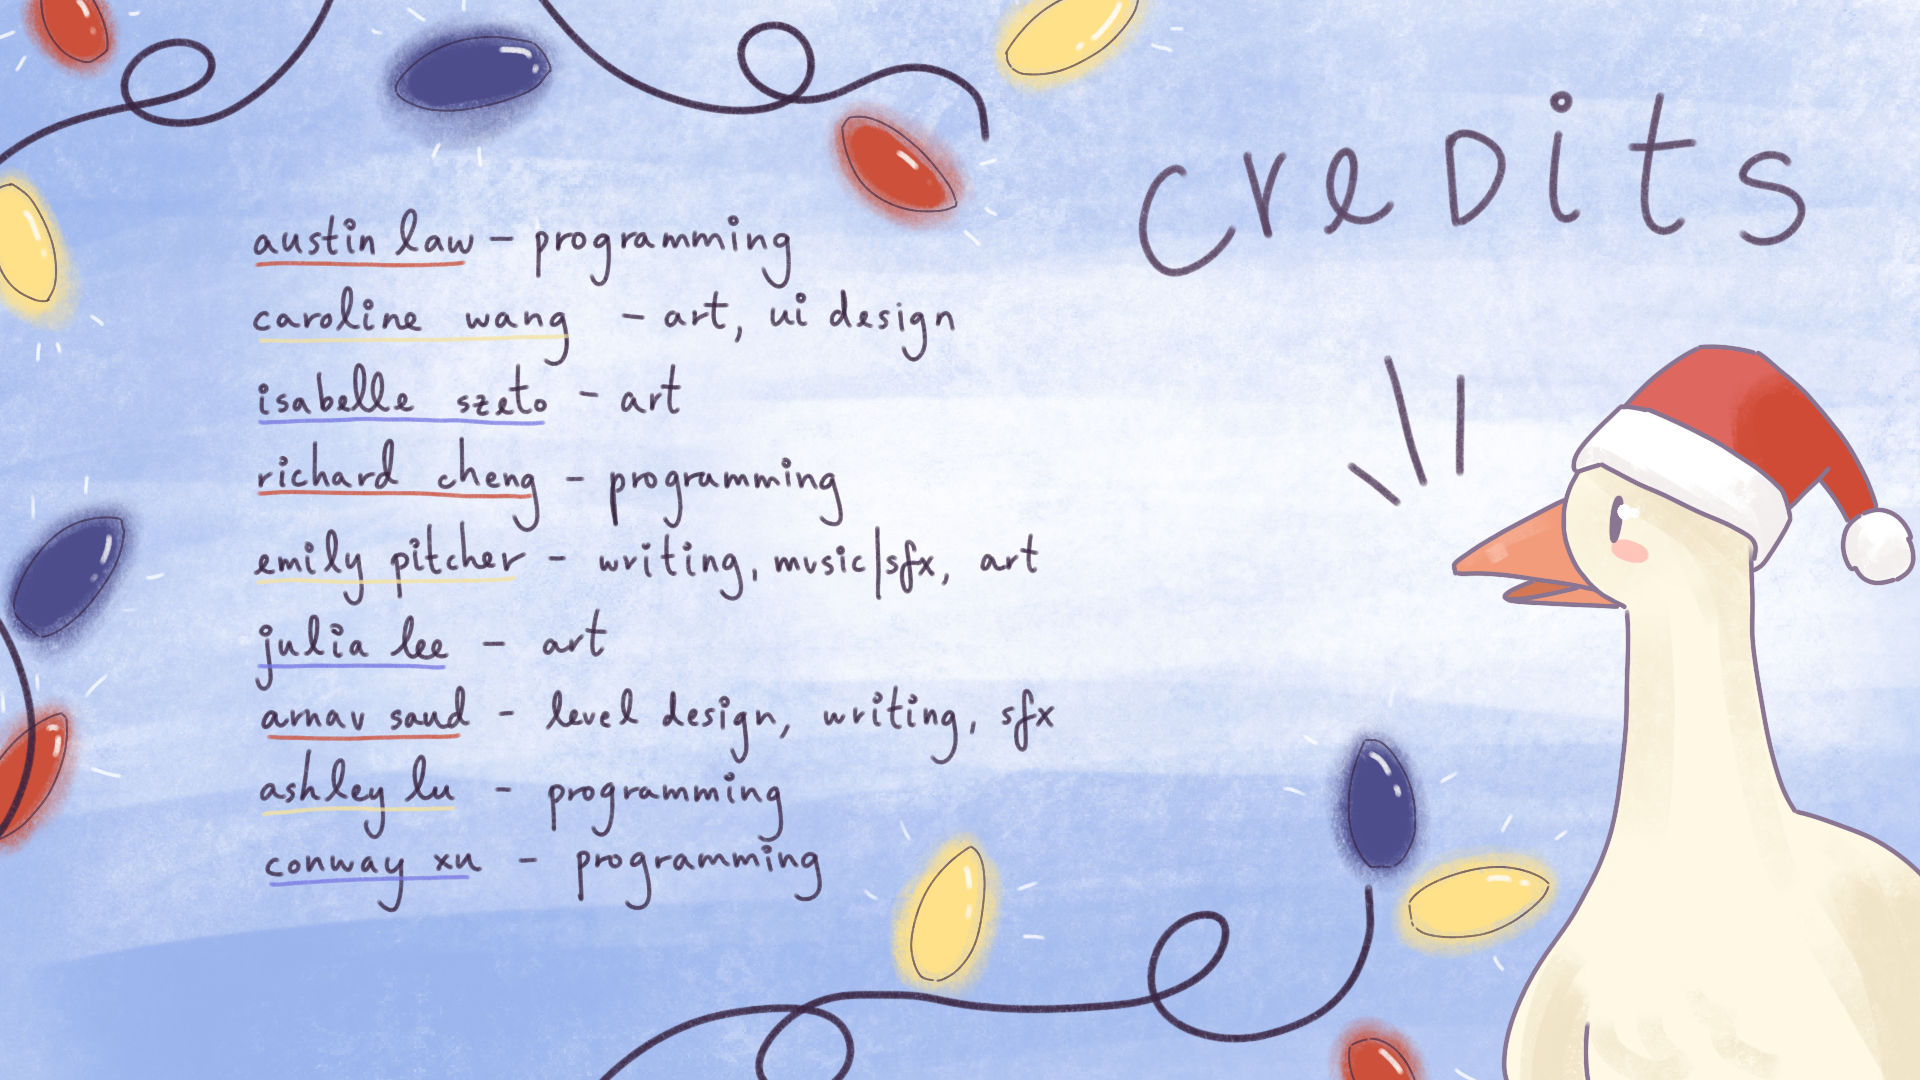 credits
austin law - programming
caroline wang - art, ui design
isabelle szeto - art
richard cheng - programming
emily pitcher - writing, music|sfx, art
julia lee - art
arnav saud - level design, writing, sfx
ashley lu - programming
conway xu - programming